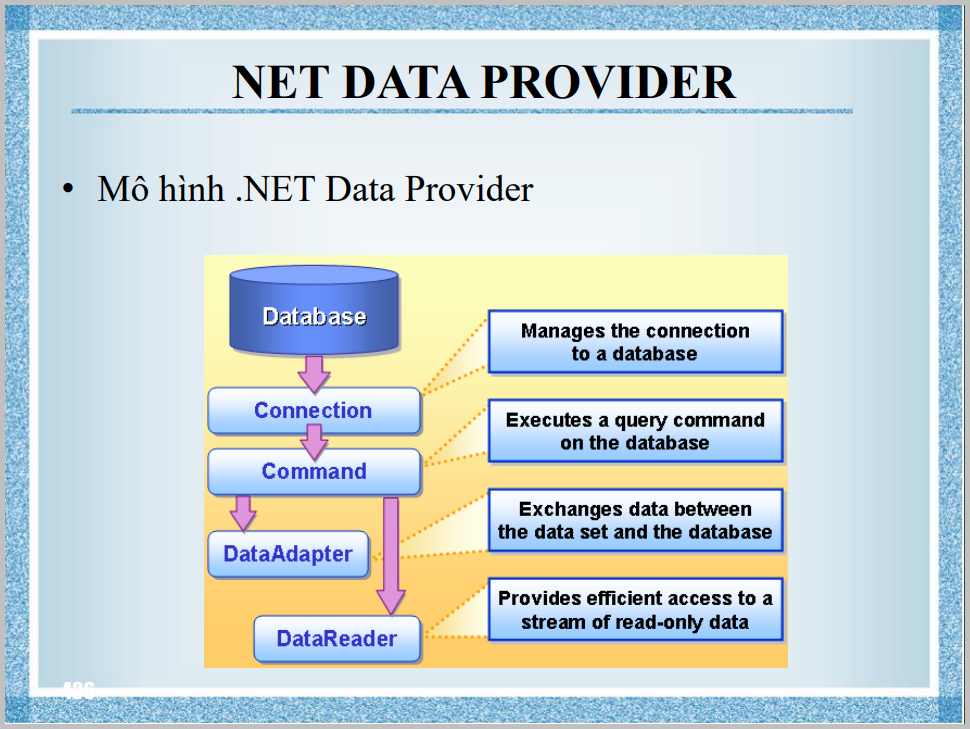 NET DATA PROVIDER
• Mô hình .NET Data Provider
Database
Connection
Command
DataAdapter
DataReader
Manages the connection
to a database
Executes a query command
on the database
Exchanges data between
the data set and the database
Provides efficient access to a
stream of read-only data